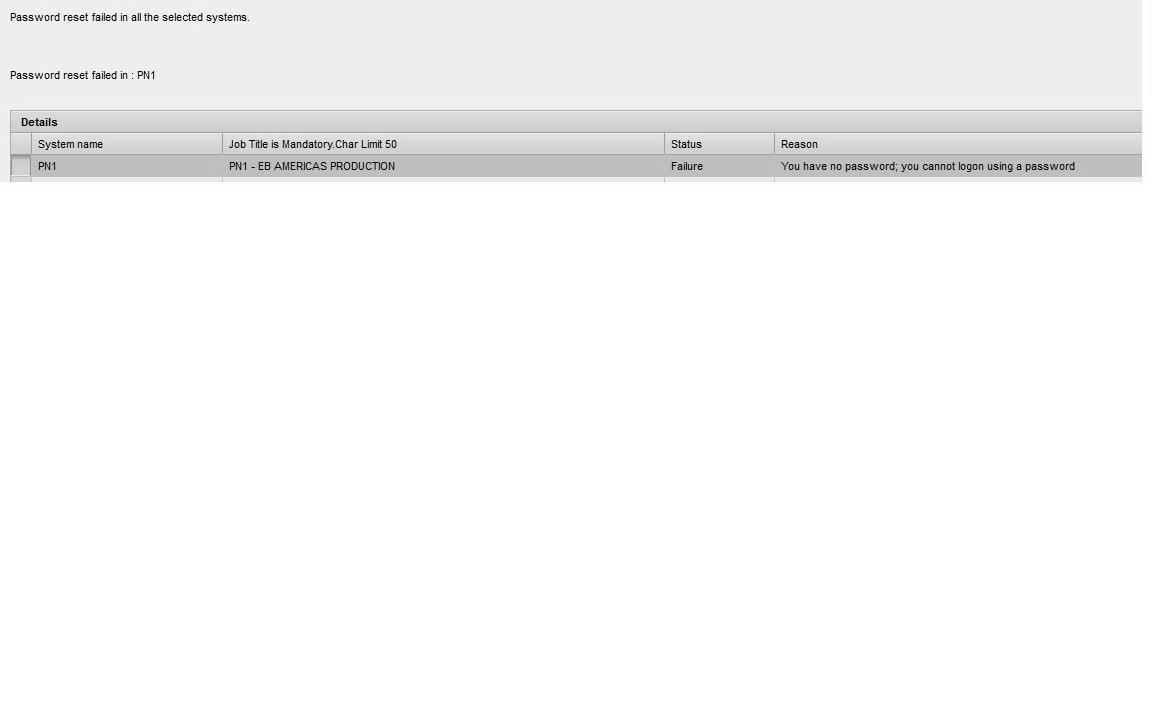 Password reset failed in all the selected systems.
Password reset failed in : PN1
Details
System name Job Title is Mandatory.Char Limit 50 Status Reason
PN1 PN1 - EB AMERICAS PRODUCTION Failure You have no password; you cannot logon using a password